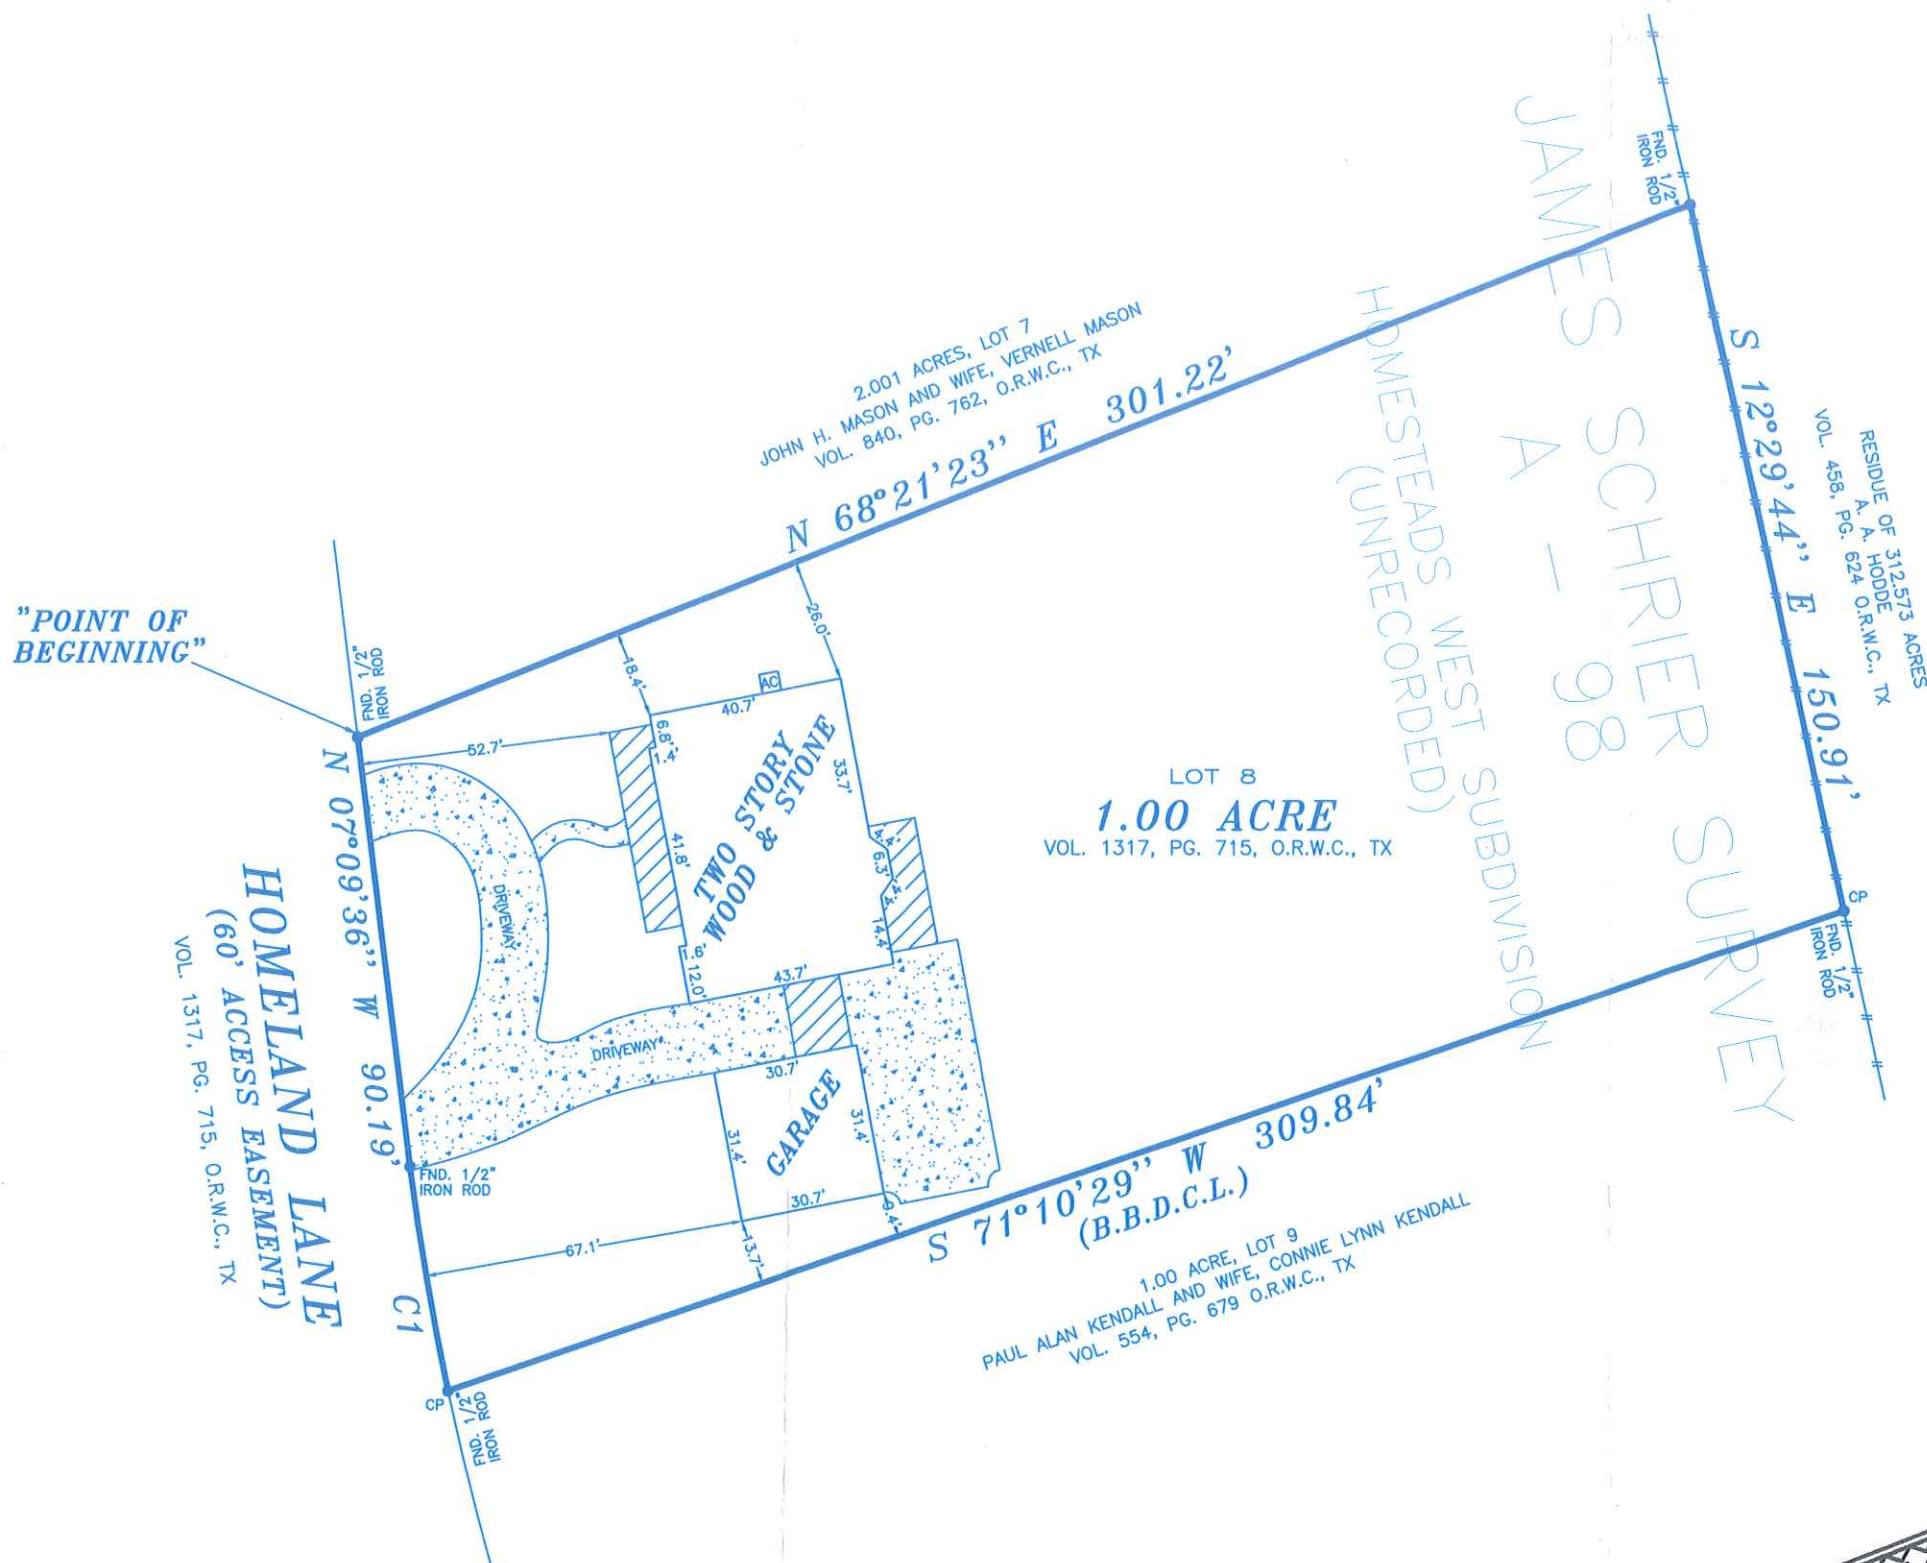 FND. 1/2"
IRON ROD
JAMES SCHRIER SURVEY
A – 98
HOMESTEADS WEST SUBDIVISION
(UNRECORDED)
S 12°29'44" E 150.91'
RESIDUE OF 312.573 ACRES
A. A. HODDE
VOL. 458, PG. 624 O.R.W.C., TX
2.001 ACRES, LOT 7
JOHN H. MASON AND WIFE, VERNELL MASON
VOL. 840, PG. 762, O.R.W.C., TX
N 68°21'23" E 301.22'
"POINT OF
BEGINNING"
FND. 1/2"
IRON ROD
18.4'
26.0'
AC
40.7'
52.7'
6.8'
1.4'
33.7'
41.8'
TWO STORY
WOOD & STONE
4.4'
6.3'
4.4'
14.4'
.6'
12.0'
43.7'
LOT 8
1.00 ACRE
VOL. 1317, PG. 715, O.R.W.C., TX
CP
FND. 1/2"
IRON ROD
DRIVEWAY
DRIVEWAY
30.7'
GARAGE
31.4'
31.4'
30.7'
9.4'
13.7'
67.1'
N 07°09'36" W 90.19'
HOMELAND LANE
(60' ACCESS EASEMENT)
VOL. 1317, PG. 715, O.R.W.C., TX
FND. 1/2"
IRON ROD
C1
S 71°10'29" W 309.84'
(B.B.D.C.L.)
1.00 ACRE, LOT 9
PAUL ALAN KENDALL AND WIFE, CONNIE LYNN KENDALL
VOL. 554, PG. 679 O.R.W.C., TX
CP
FND. 1/2"
IRON ROD